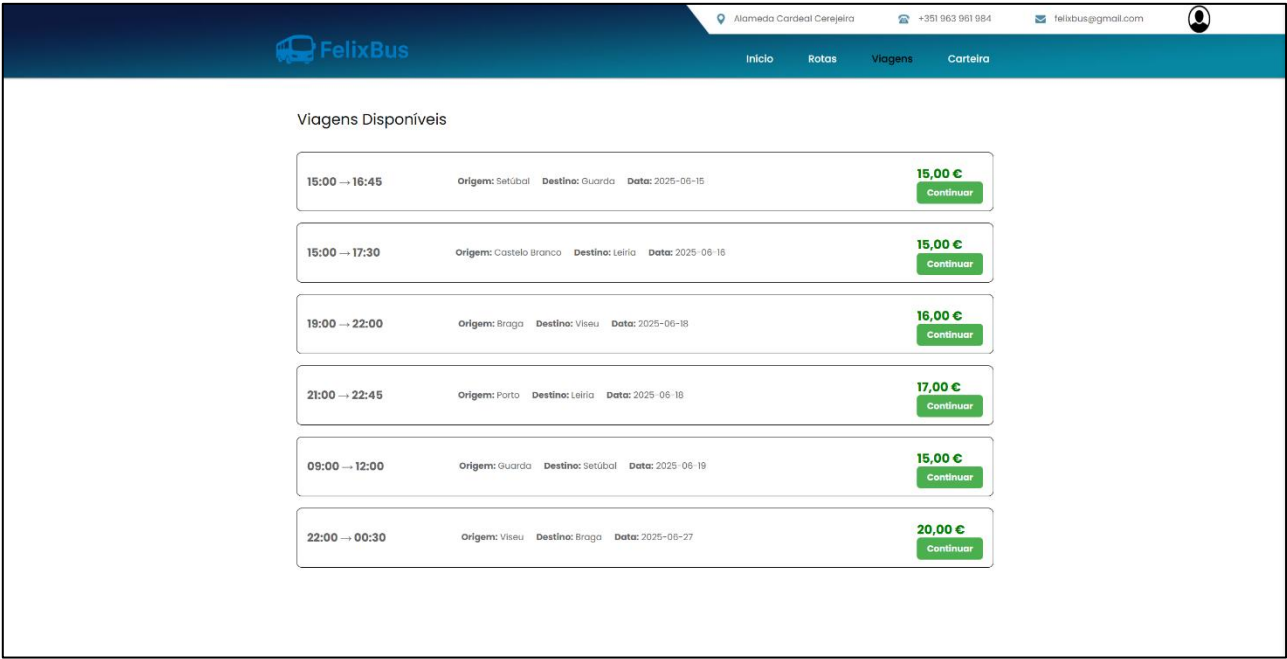 Alameda Cardeal Cerejeira +351 963 961 984 felixbus@gmail.com
FelixBus
Início Rotas Viagens Carteira
Viagens Disponíveis
15:00 → 16:45 Origem: Setúbal Destino: Guarda Data: 2025-06-15 15,00 €
Continuar
15:00 → 17:30 Origem: Castelo Branco Destino: Leiria Data: 2025-06-16 15,00 €
Continuar
19:00 → 22:00 Origem: Braga Destino: Viseu Data: 2025-06-18 16,00 €
Continuar
21:00 → 22:45 Origem: Porto Destino: Leiria Data: 2025-06-18 17,00 €
Continuar
09:00 → 12:00 Origem: Guarda Destino: Setúbal Data: 2025-06-19 15,00 €
Continuar
22:00 → 00:30 Origem: Viseu Destino: Braga Data: 2025-06-27 20,00 €
Continuar